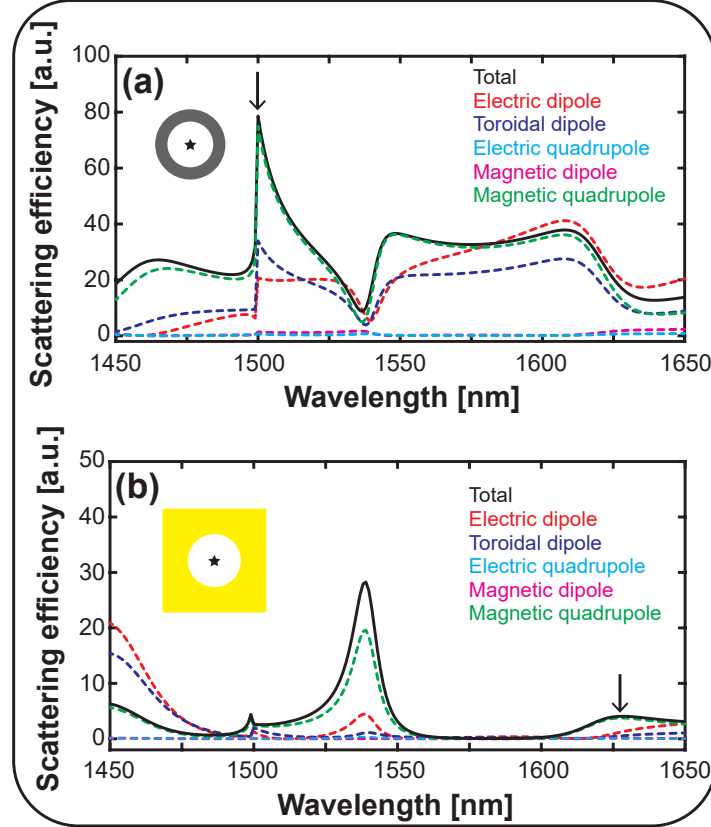 Scattering efficiency [a.u.]
100
80
60
40
20
0
(a)
Total
Electric dipole
Toroidal dipole
Electric quadrupole
Magnetic dipole
Magnetic quadrupole
1450 1500 1550 1600 1650
Wavelength [nm]
Scattering efficiency [a.u.]
50
40
30
20
10
0
(b)
Total
Electric dipole
Toroidal dipole
Electric quadrupole
Magnetic dipole
Magnetic quadrupole
1450 1500 1550 1600 1650
Wavelength [nm]